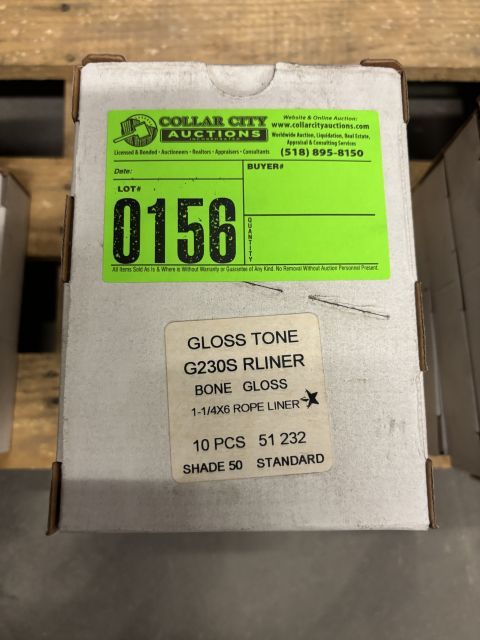 COLLAR CITY
AUCTIONS
INCORPORATED
Licensed & Bonded • Auctioneers • Realtors • Appraisers • Consultants
Website & Online Auction:
www.collarcityauctions.com
Worldwide Auction, Liquidation, Real Estate,
Appraisal & Consulting Services
(518) 895-8150
Date:
LOT#
0156
BUYER#
QUANTITY
All Items Sold As Is & Where is Without Warranty or Guarantee of Any Kind. No Removal Without Auction Personnel Present.
GLOSS TONE
G230S RLINER
BONE GLOSS
1-1/4X6 ROPE LINER
10 PCS 51 232
SHADE 50 STANDARD